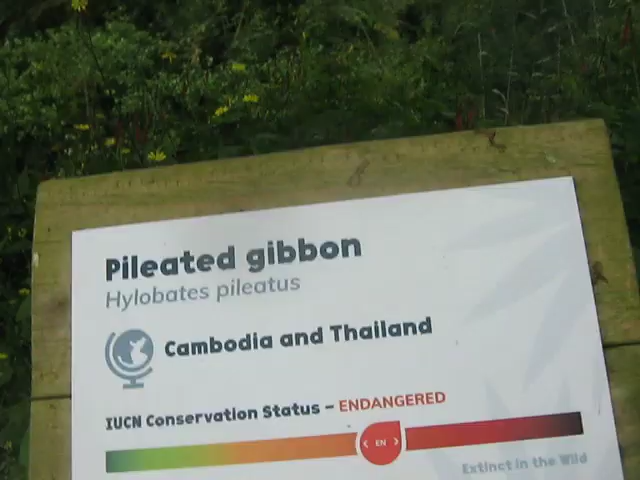 Pileated gibbon
Hylobates pileatus
Cambodia and Thailand
IUCN Conservation Status – ENDANGERED
< EN >
Extinct in the Wild